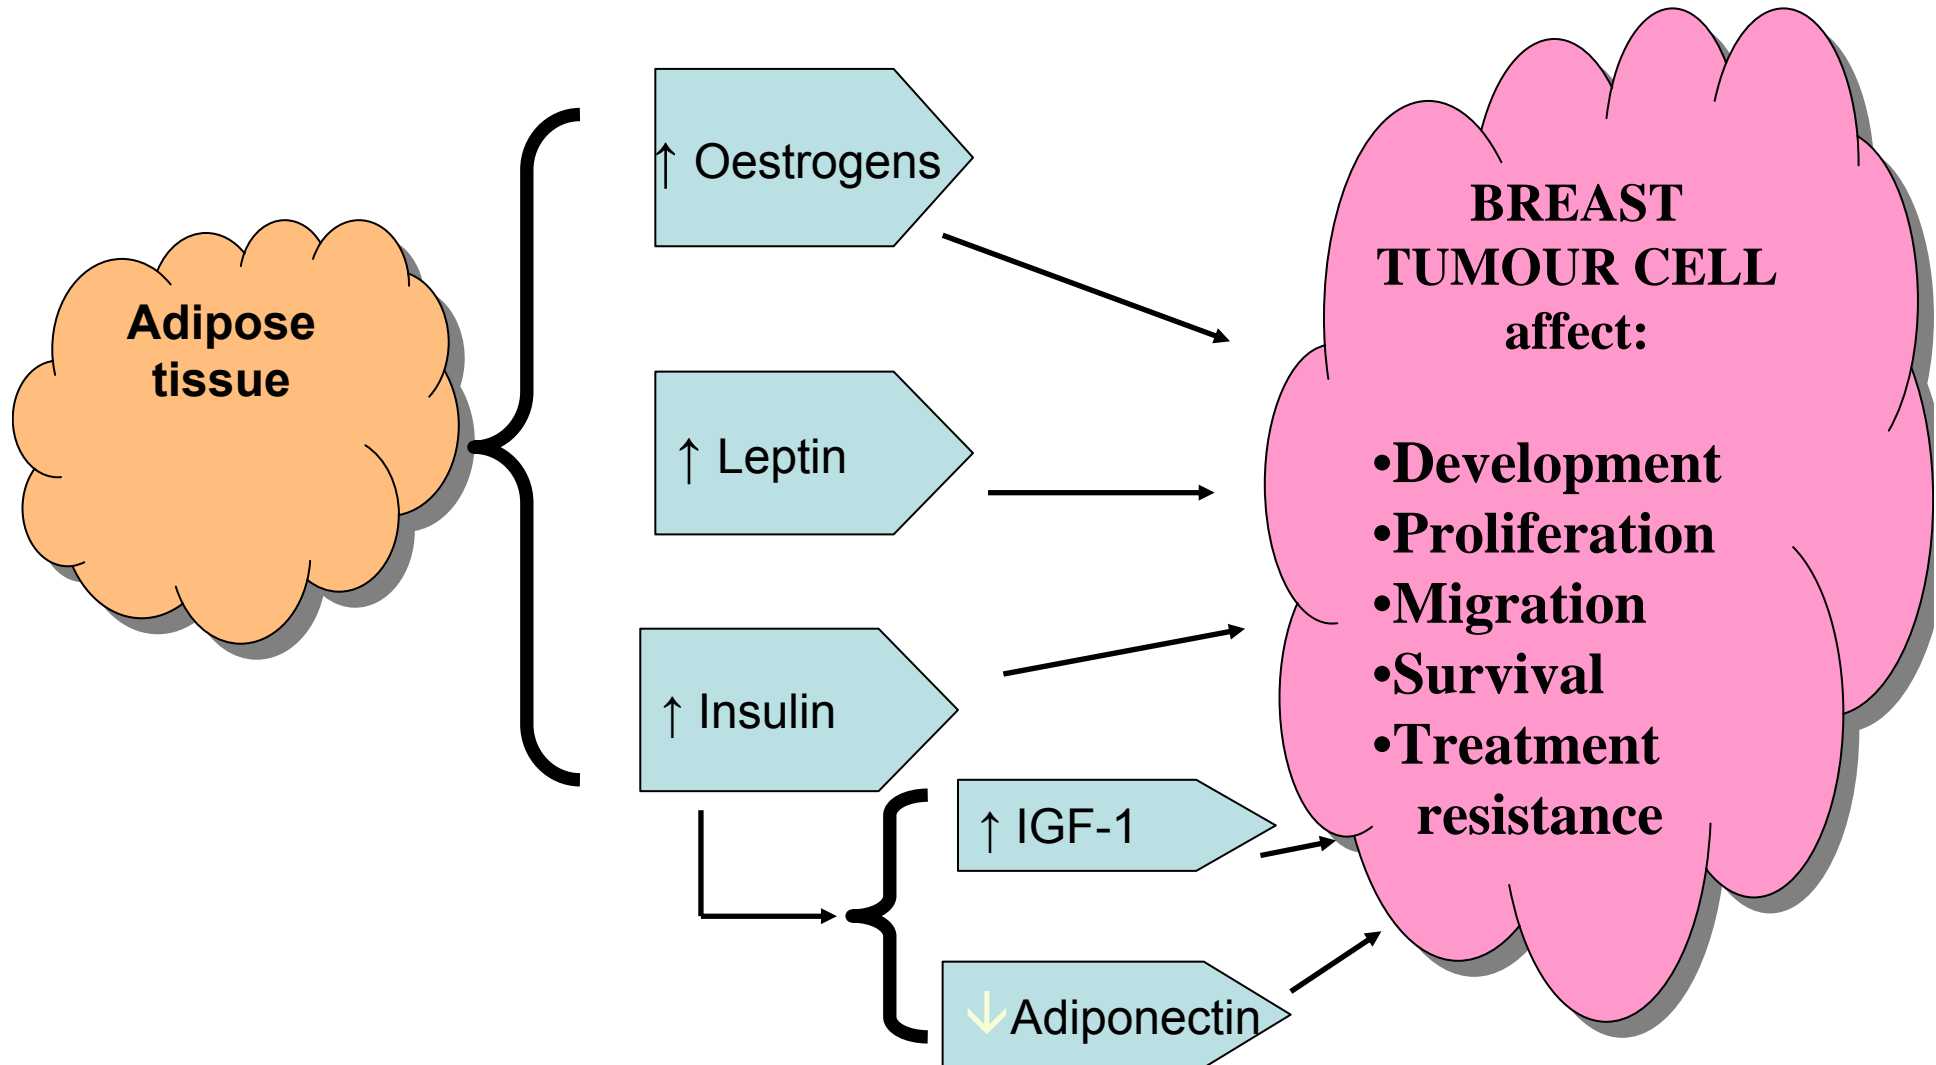 Adipose
tissue
↑ Oestrogens
↑ Leptin
↑ Insulin
↑ IGF-1
↓Adiponectin
BREAST
TUMOUR CELL
affect:
•Development
•Proliferation
•Migration
•Survival
•Treatment
resistance